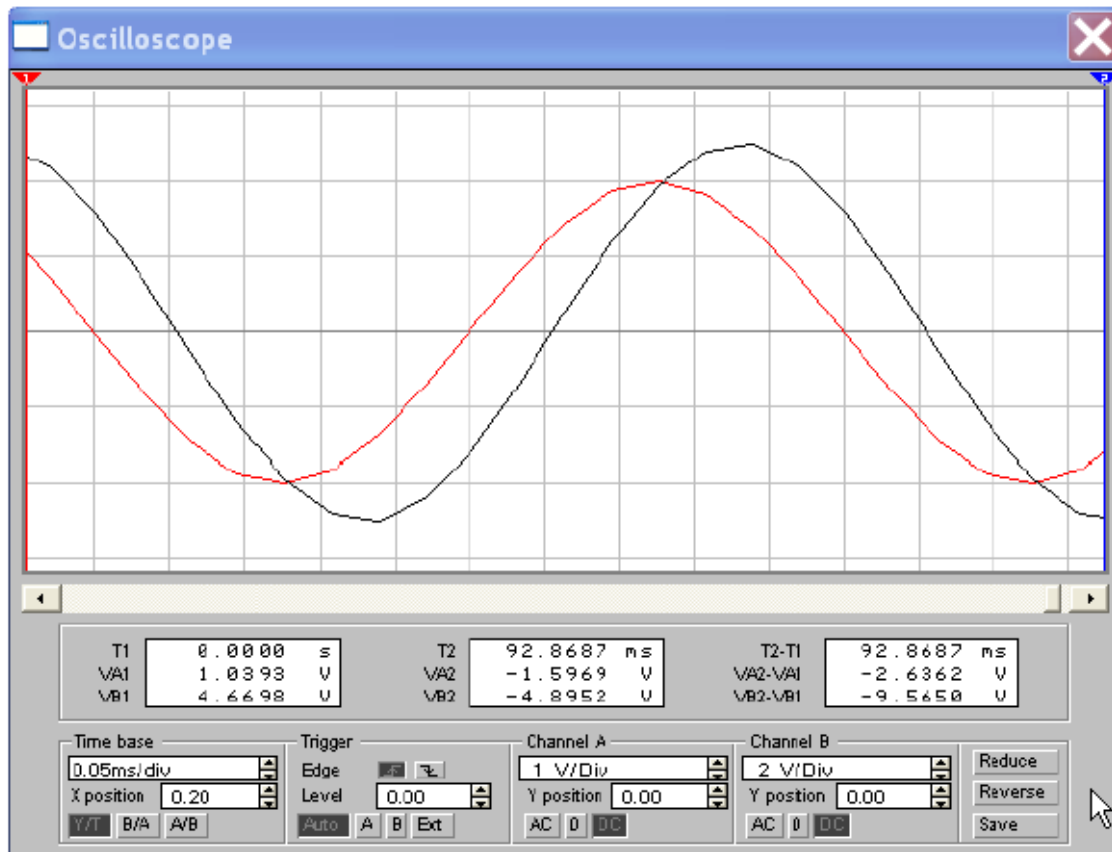 Oscilloscope
1
2
T1 0.0000 s
VA1 1.0393 V
VB1 4.6698 V
T2 92.8687 ms
VA2 -1.5969 V
VB2 -4.8952 V
T2-T1 92.8687 ms
VA2-VA1 -2.6362 V
VB2-VB1 -9.5650 V
Time base
0.05ms/div
X position 0.20
Y/T B/A A/B
Trigger
Edge
Level 0.00
Auto A B Ext
Channel A
1 V/Div
Y position 0.00
AC 0 DC
Channel B
2 V/Div
Y position 0.00
AC 0 DC
Reduce
Reverse
Save